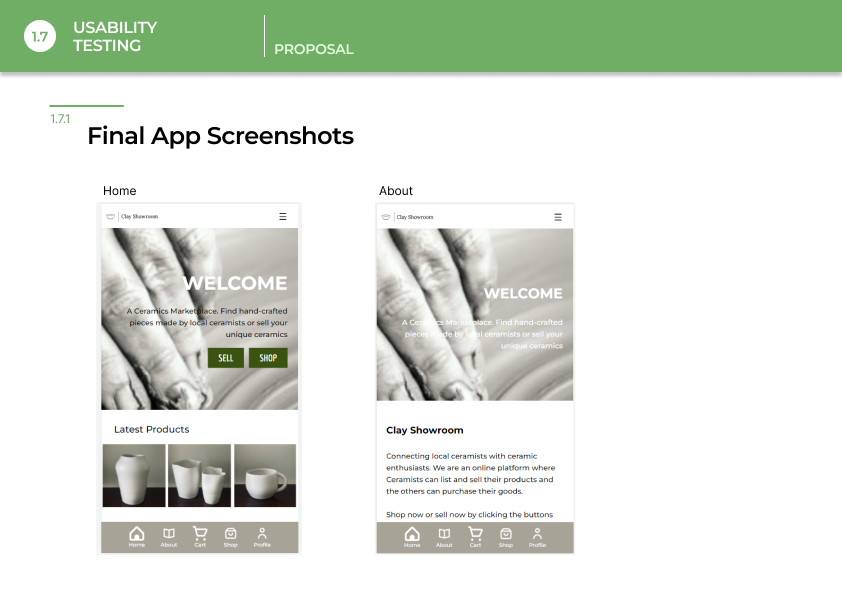 1.7
USABILITY
TESTING
PROPOSAL
1.7.1
Final App Screenshots
Home
Clay Showroom
WELCOME
A Ceramics Marketplace. Find hand-crafted
pieces made by local ceramists or sell your
unique ceramics
SELL SHOP
Latest Products
Home About Cart Shop Profile
About
Clay Showroom
WELCOME
A Ceramics Marketplace. Find hand-crafted
pieces made by local ceramists or sell your
unique ceramics
Clay Showroom
Connecting local ceramists with ceramic
enthusiasts. We are an online platform where
Ceramists can list and sell their products and
the others can purchase their goods.
Shop now or sell now by clicking the buttons
Home About Cart Shop Profile